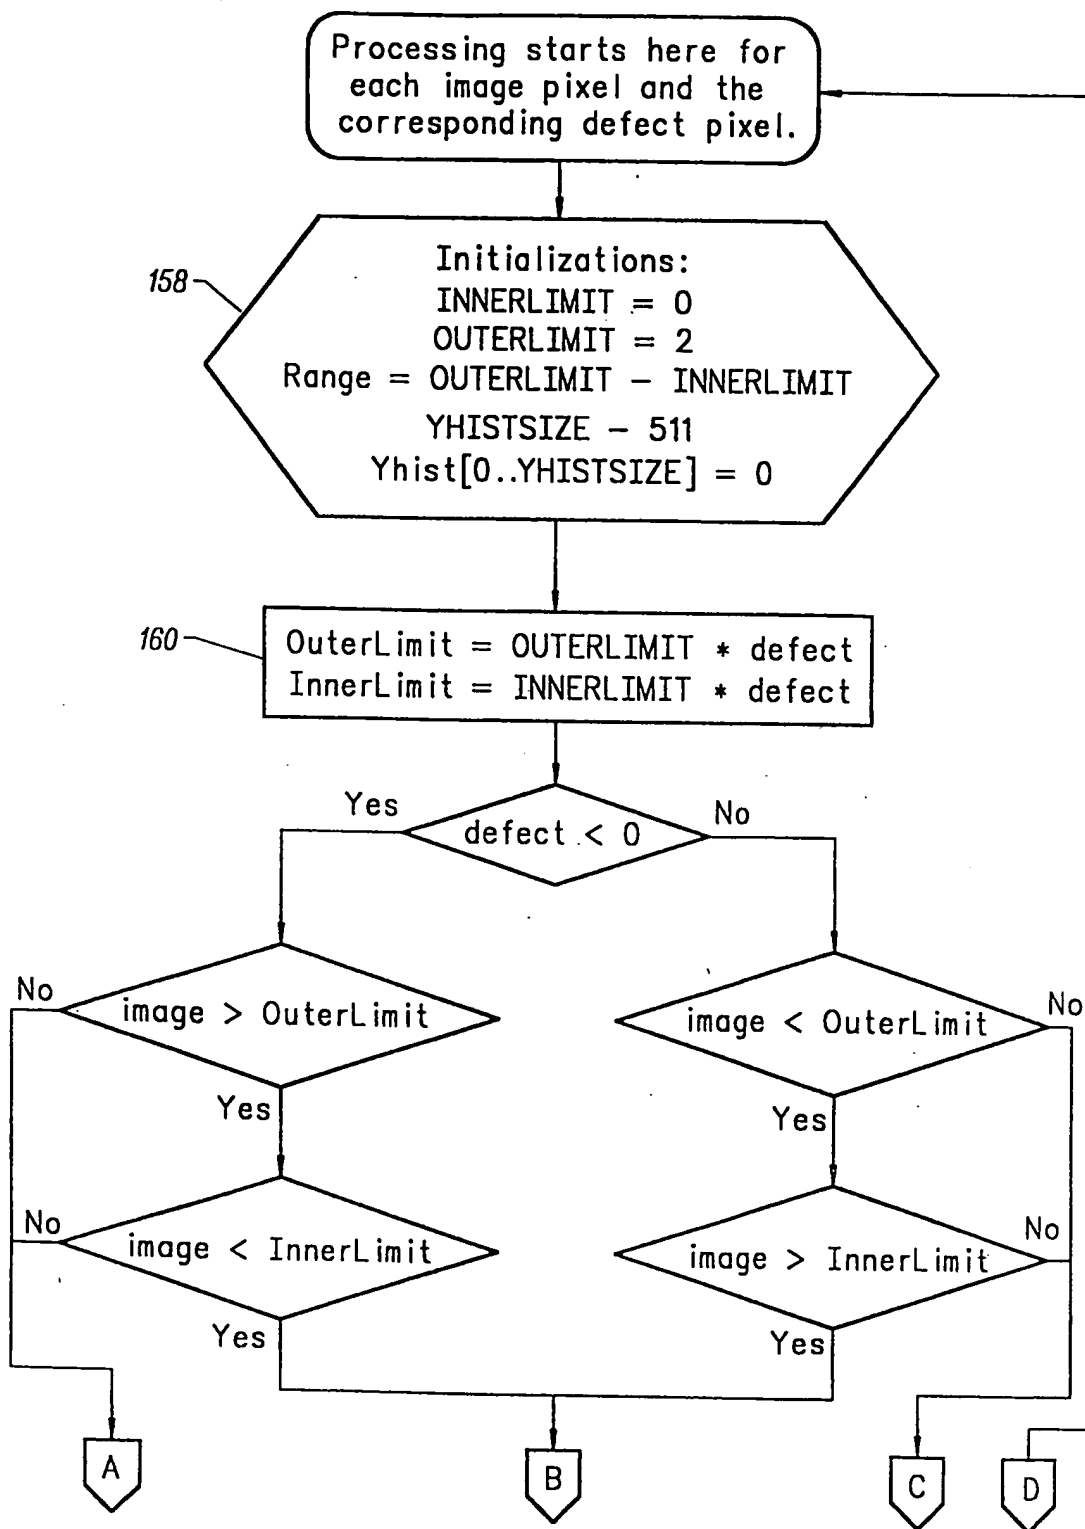 Processing starts here for
each image pixel and the
corresponding defect pixel.
158
Initializations:
INNERLIMIT = 0
OUTERLIMIT = 2
Range = OUTERLIMIT - INNERLIMIT
YHISTSIZE - 511
Yhist[0..YHISTSIZE] = 0
160
OuterLimit = OUTERLIMIT * defect
InnerLimit = INNERLIMIT * defect
Yes
defect < 0
No
No
image > OuterLimit
Yes
image < OuterLimit
No
Yes
No
image < InnerLimit
Yes
image > InnerLimit
No
Yes
A
B
C
D